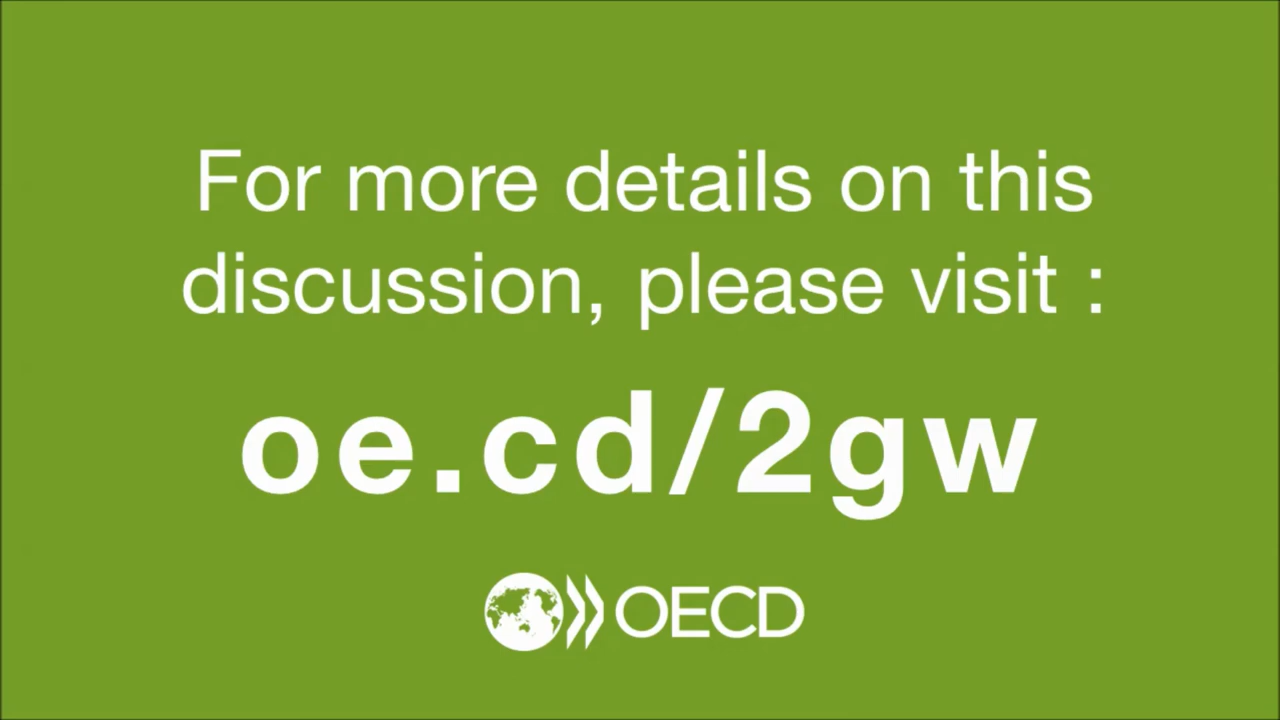 For more details on this
discussion, please visit :
oe.cd/2gw
OECD